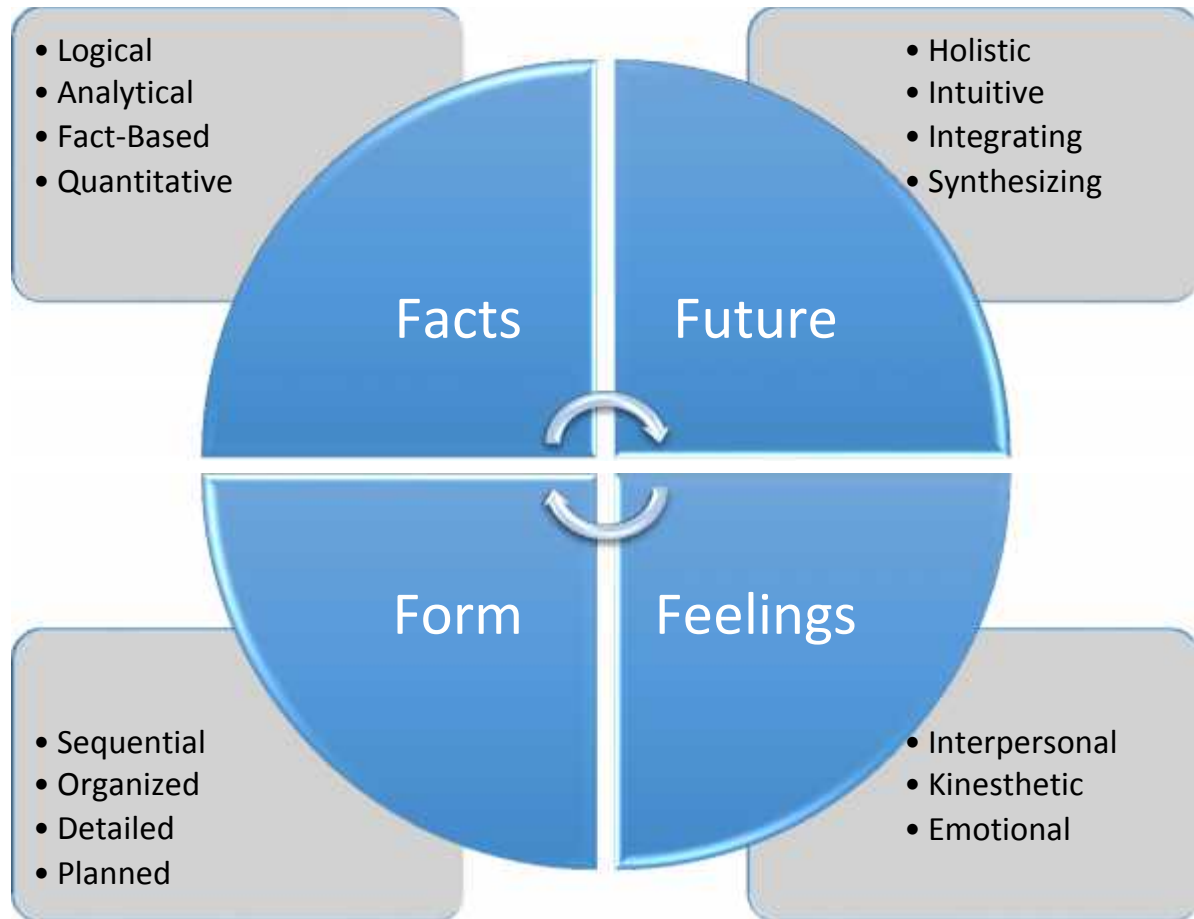 • Logical
• Analytical
• Fact-Based
• Quantitative
• Holistic
• Intuitive
• Integrating
• Synthesizing
Facts
Future
Form
Feelings
• Sequential
• Organized
• Detailed
• Planned
• Interpersonal
• Kinesthetic
• Emotional